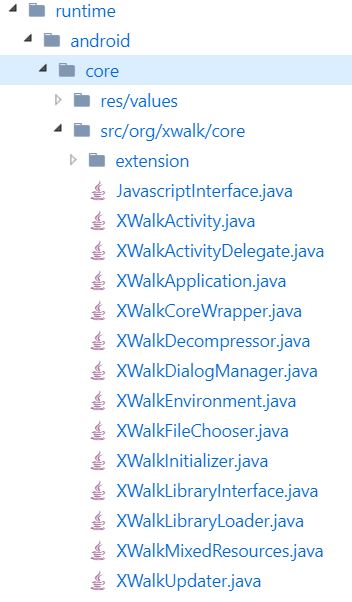 runtime
android
core
res/values
src/org/xwalk/core
extension
JavascriptInterface.java
XWalkActivity.java
XWalkActivityDelegate.java
XWalkApplication.java
XWalkCoreWrapper.java
XWalkDecompressor.java
XWalkDialogManager.java
XWalkEnvironment.java
XWalkFileChooser.java
XWalkInitializer.java
XWalkLibraryInterface.java
XWalkLibraryLoader.java
XWalkMixedResources.java
XWalkUpdater.java